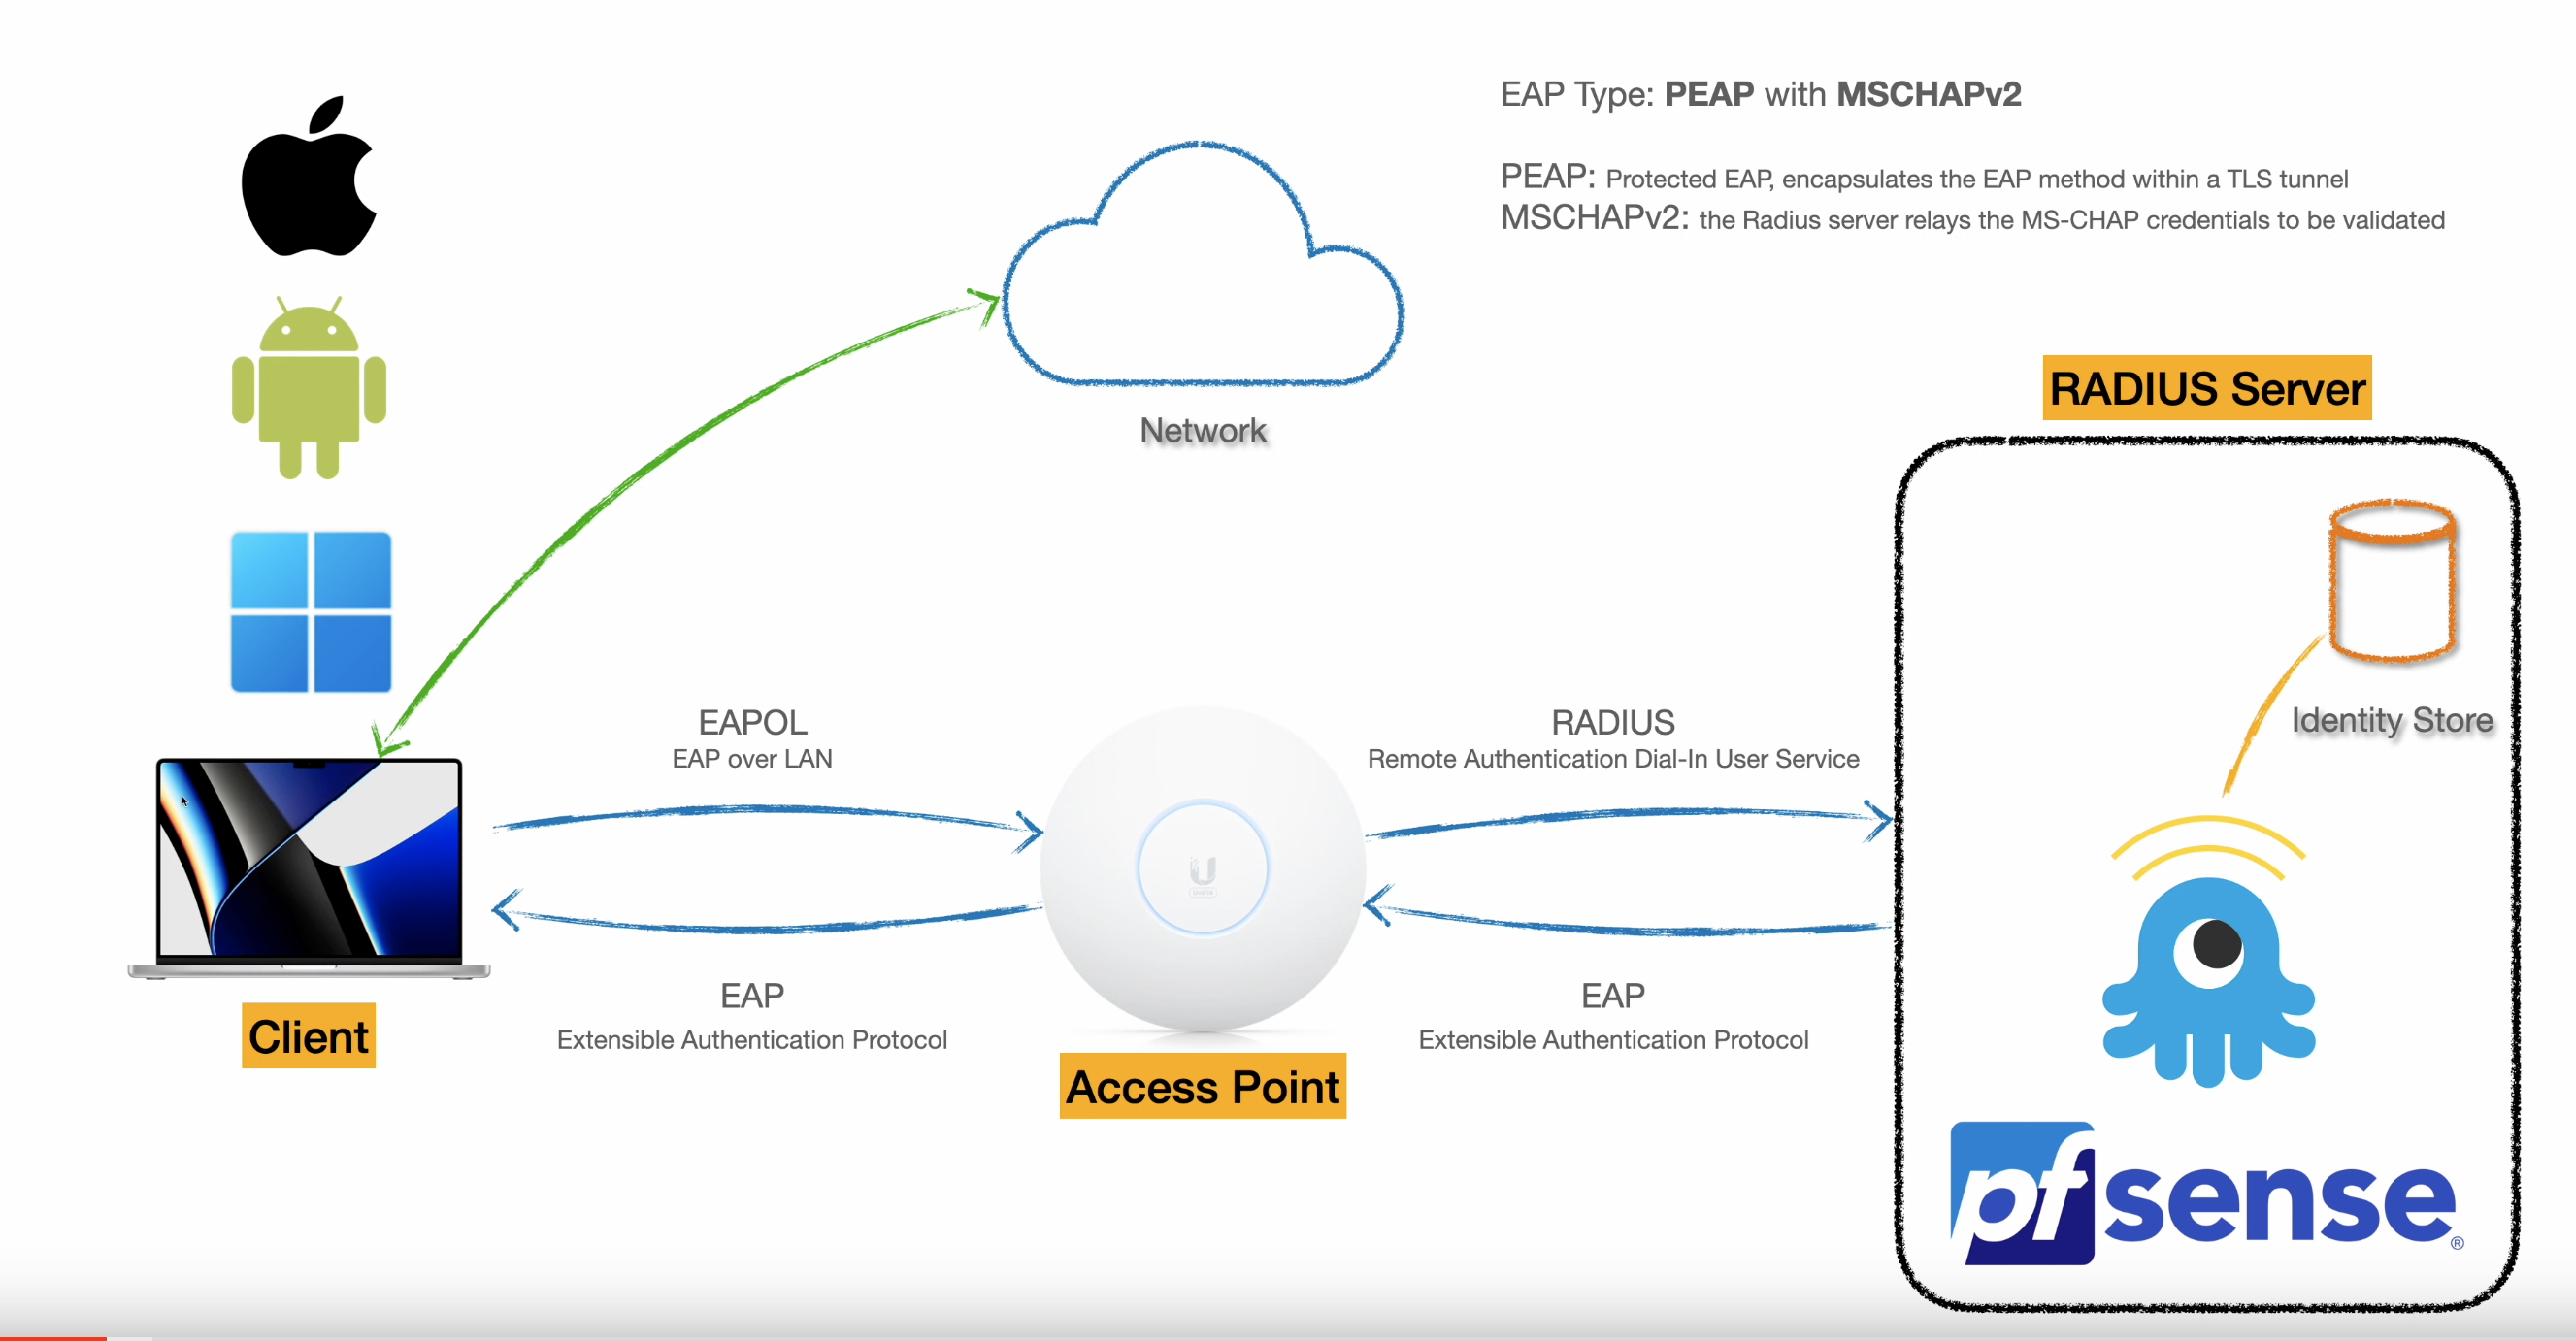 EAP Type: PEAP with MSCHAPv2
PEAP: Protected EAP, encapsulates the EAP method within a TLS tunnel
MSCHAPv2: the Radius server relays the MS-CHAP credentials to be validated
Network
RADIUS Server
Identity Store
EAPOL
EAP over LAN
RADIUS
Remote Authentication Dial-In User Service
EAP
Extensible Authentication Protocol
EAP
Extensible Authentication Protocol
Client
Access Point
U
UniFi6
pfsense®